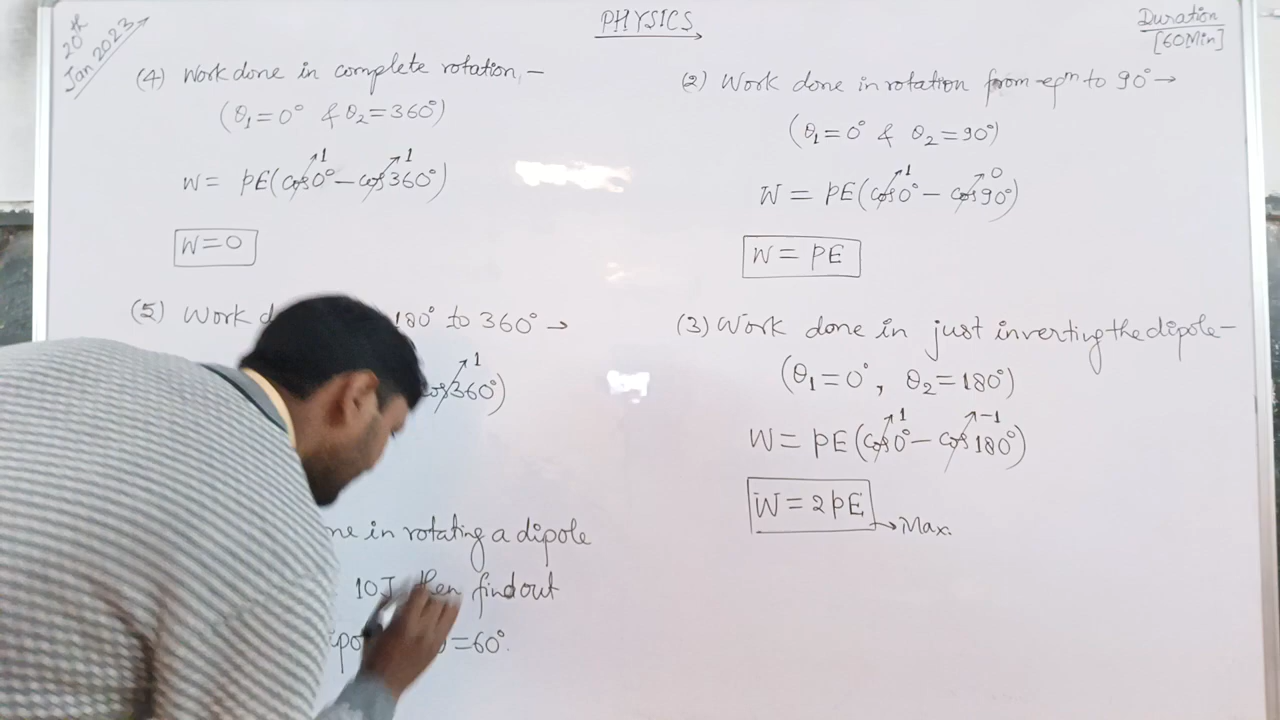 PHYSICS
20th
Jan 2023
Duration
[60Min]
(4) Work done in complete rotation, –
(θ1=0° & θ2=360°)
W= pE(cos0° – cos360°)
1 1
W=0
(5) Work d 180° to 360° →
cos360°)
1
ne in rotating a dipole
10J then find out
=60°.
(2) Work done in rotation from epm to 90° →
(θ1=0° & θ2=90°)
W = pE(cos0° – cos90°)
1 0
W = pE
(3) Work done in just inverting the dipole –
(θ1=0°, θ2=180°)
W = pE(cos0° – cos180°)
1 -1
W = 2pE → Max.